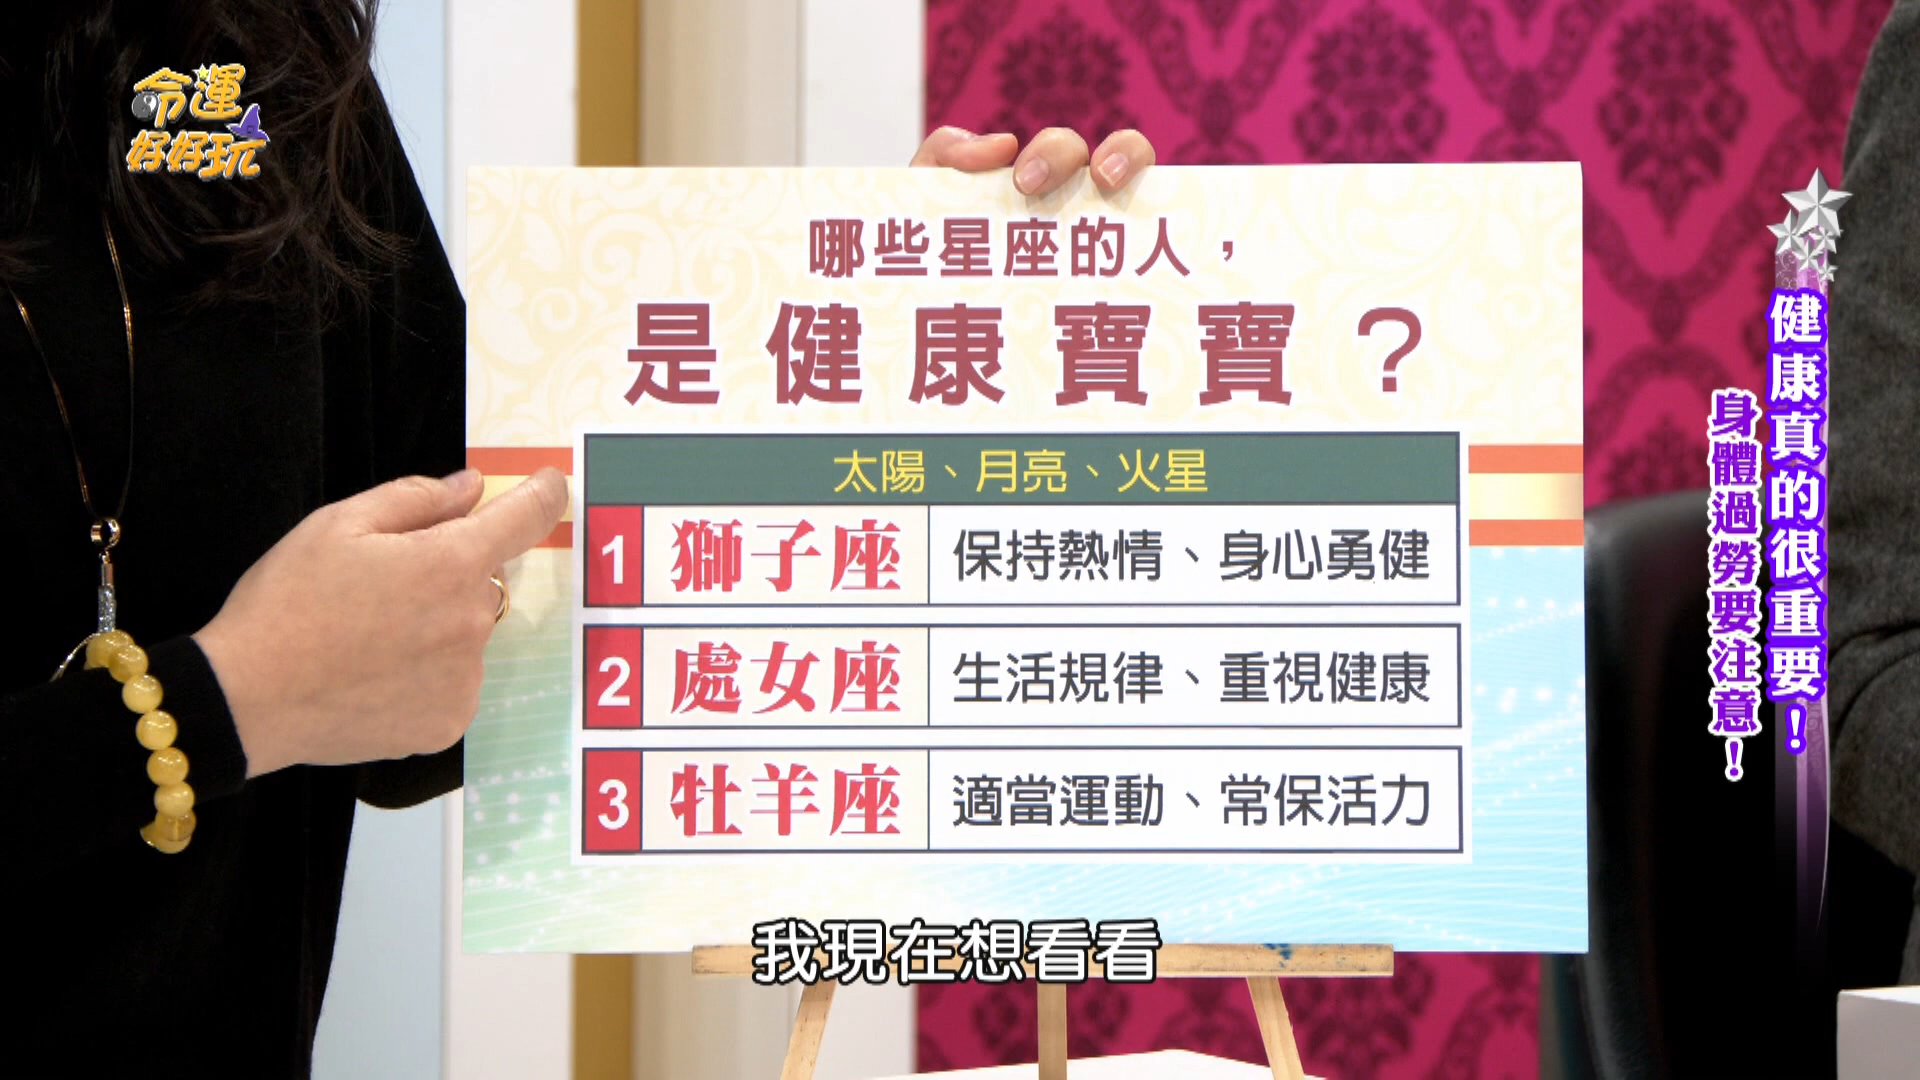 命運
好好玩
哪些星座的人，
是健康寶寶？
太陽、月亮、火星
1 獅子座 保持熱情、身心勇健
2 處女座 生活規律、重視健康
3 牡羊座 適當運動、常保活力
健康真的很重要！
身體過勞要注意！
我現在想看看